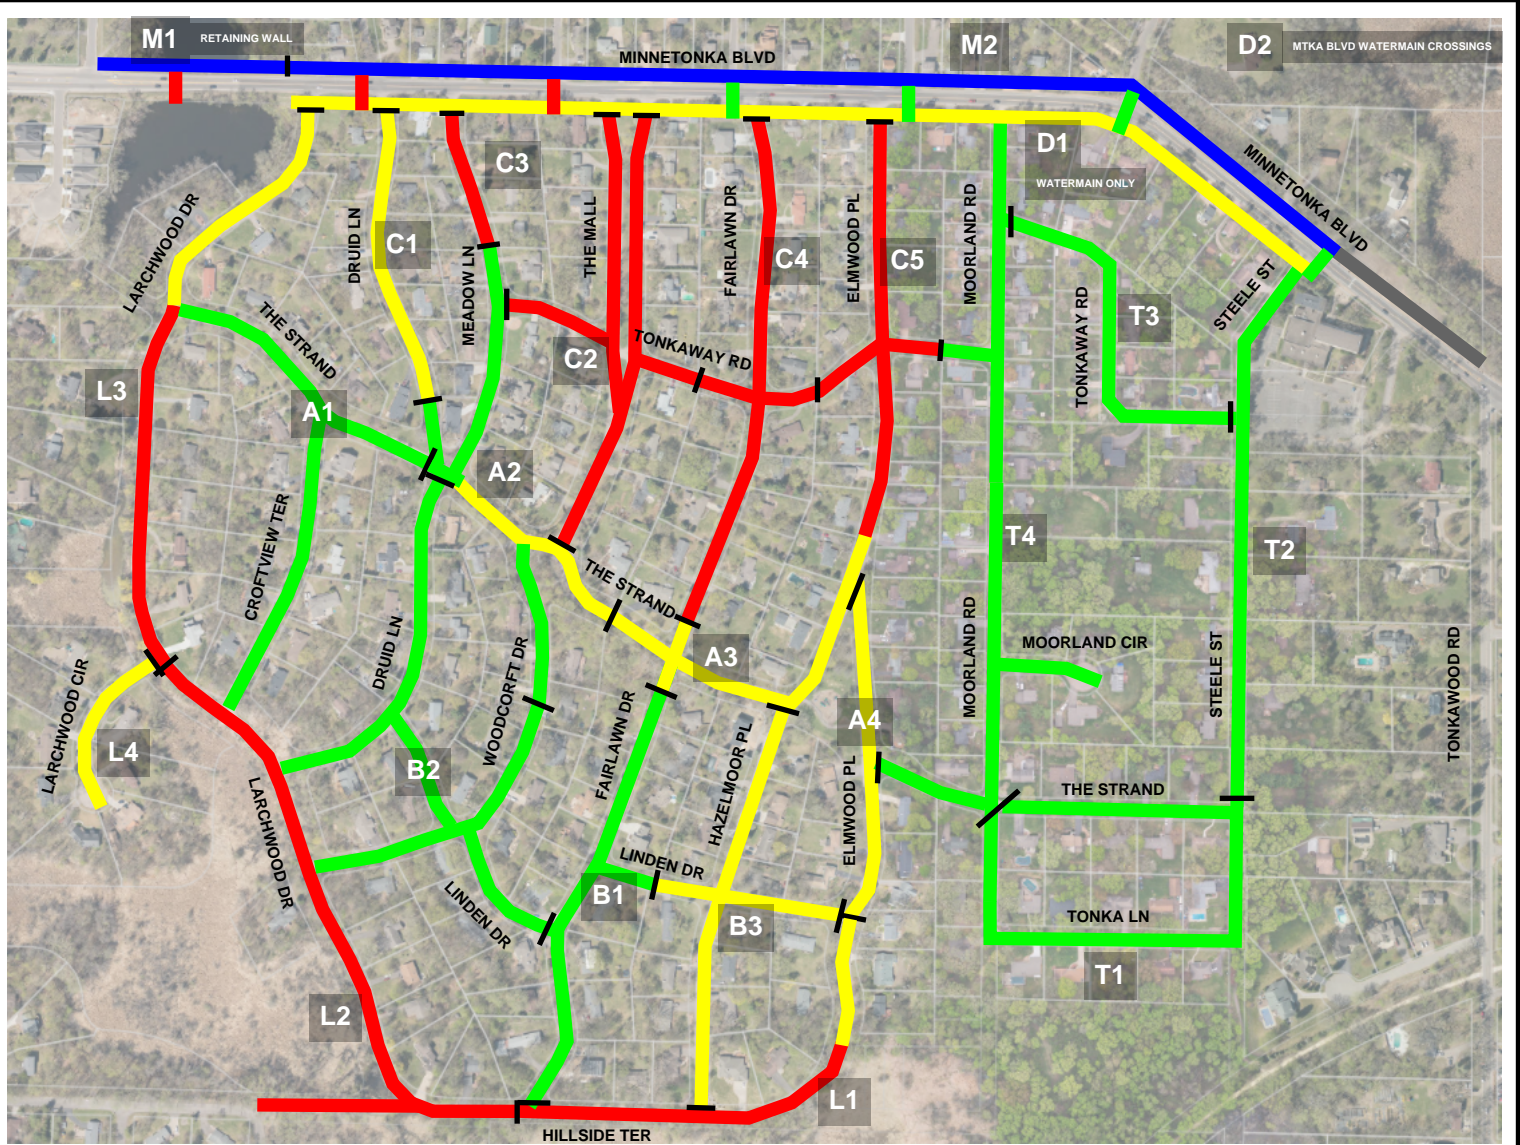 M1
RETAINING WALL
MINNETONKA BLVD
M2
D2
MTKA BLVD WATERMAIN CROSSINGS
D1
WATERMAIN ONLY
MINNETONKA BLVD
C3
LARCHWOOD DR
DRUID LN
C1
MEADOW LN
THE MALL
FAIRLAWN DR
C4
ELMWOOD PL
C5
MOORLAND RD
STEELE ST
T3
TONKAWAY RD
THE STRAND
C2
TONKAWAY RD
L3
A1
A2
CROFTVIEW TER
T4
T2
THE STRAND
DRUID LN
WOODCORFT DR
A3
MOORLAND RD
MOORLAND CIR
STEELE ST
TONKAWOOD RD
LARCHWOOD CIR
L4
B2
FAIRLAWN DR
HAZELMOOR PL
A4
ELMWOOD PL
THE STRAND
LARCHWOOD DR
LINDEN DR
LINDEN DR
B1
B3
TONKA LN
T1
L2
L1
HILLSIDE TER